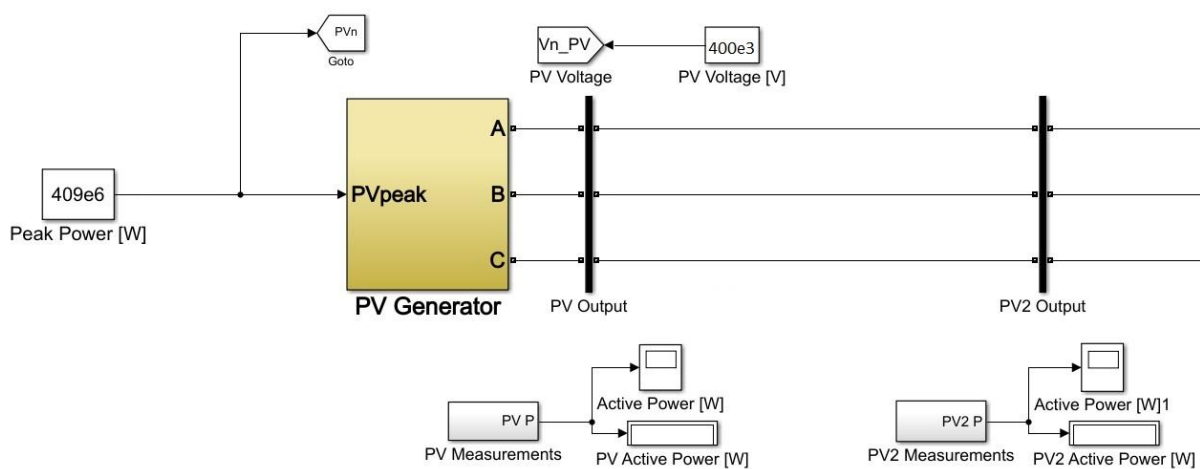 PVn
Goto
Vn_PV
PV Voltage
400e3
PV Voltage [V]
409e6
Peak Power [W]
PVpeak
A
B
C
PV Generator
PV Output
PV2 Output
PV P
PV Measurements
Active Power [W]
PV Active Power [W]
PV2 P
PV2 Measurements
Active Power [W]1
PV2 Active Power [W]